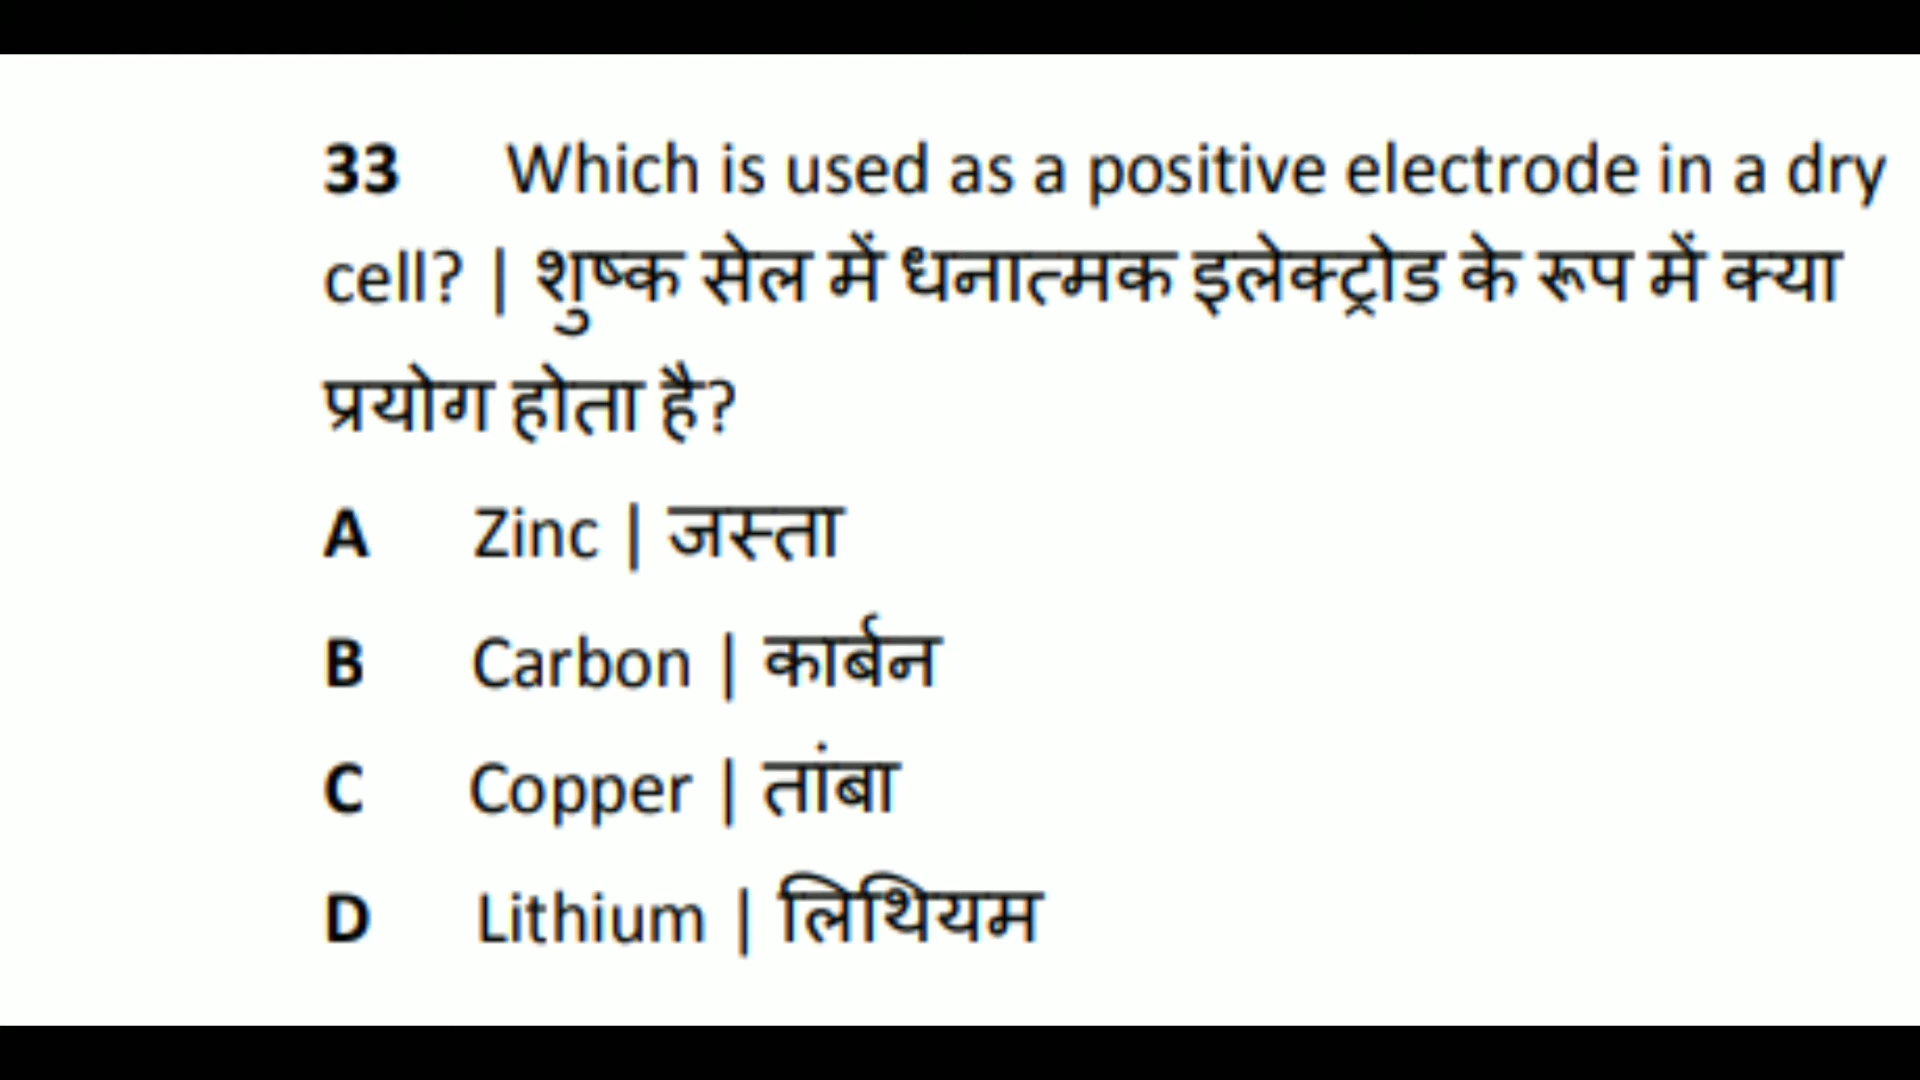 33 Which is used as a positive electrode in a dry
cell? | शुष्क सेल में धनात्मक इलेक्ट्रोड के रूप में क्या
प्रयोग होता है?
A Zinc | जस्ता
B Carbon | कार्बन
C Copper | तांबा
D Lithium | लिथियम